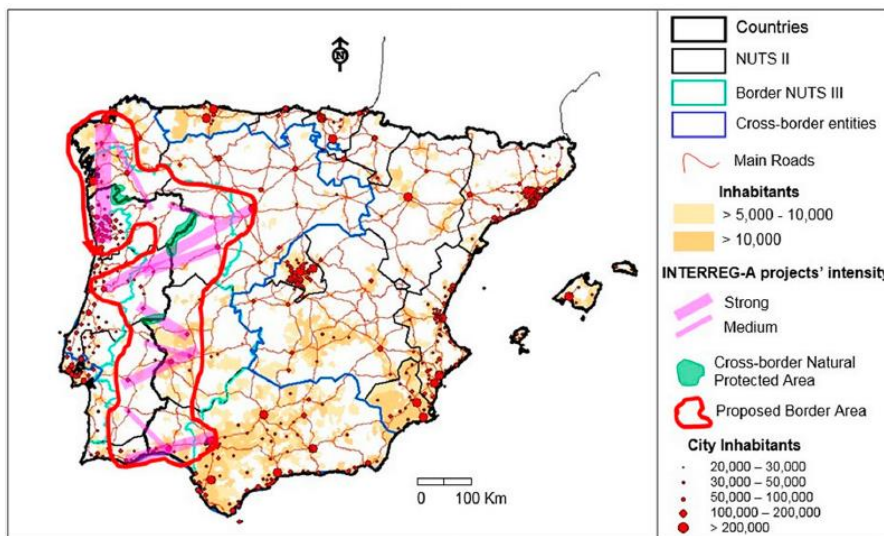 N
0 100 Km
Countries
NUTS II
Border NUTS III
Cross-border entities
Main Roads
Inhabitants
> 5,000 - 10,000
> 10,000
INTERREG-A projects' intensity
Strong
Medium
Cross-border Natural
Protected Area
Proposed Border Area
City Inhabitants
20,000 – 30,000
30,000 – 50,000
50,000 – 100,000
100,000 – 200,000
> 200,000